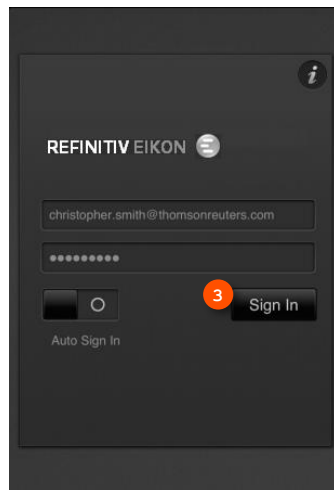 i
REFINITIV EIKON
christopher.smith@thomsonreuters.com
●●●●●●●●●
3 Sign In
Auto Sign In